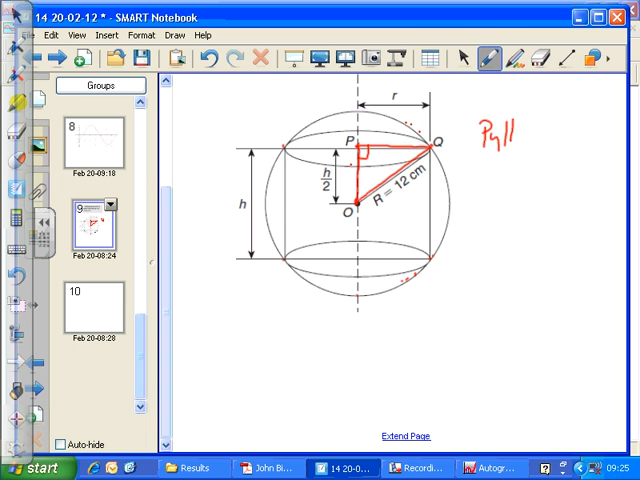 14 20-02-12 * - SMART Notebook
File Edit View Insert Format Draw Help
Groups
8
Feb 20-09:18
9
Feb 20-08:24
10
Feb 20-08:28
Auto-hide
r
P
Q
h
2
h
R = 12 cm
O
Extend Page
start
Results
John Bi...
14 20-0...
Recordi...
Autogr...
09:25